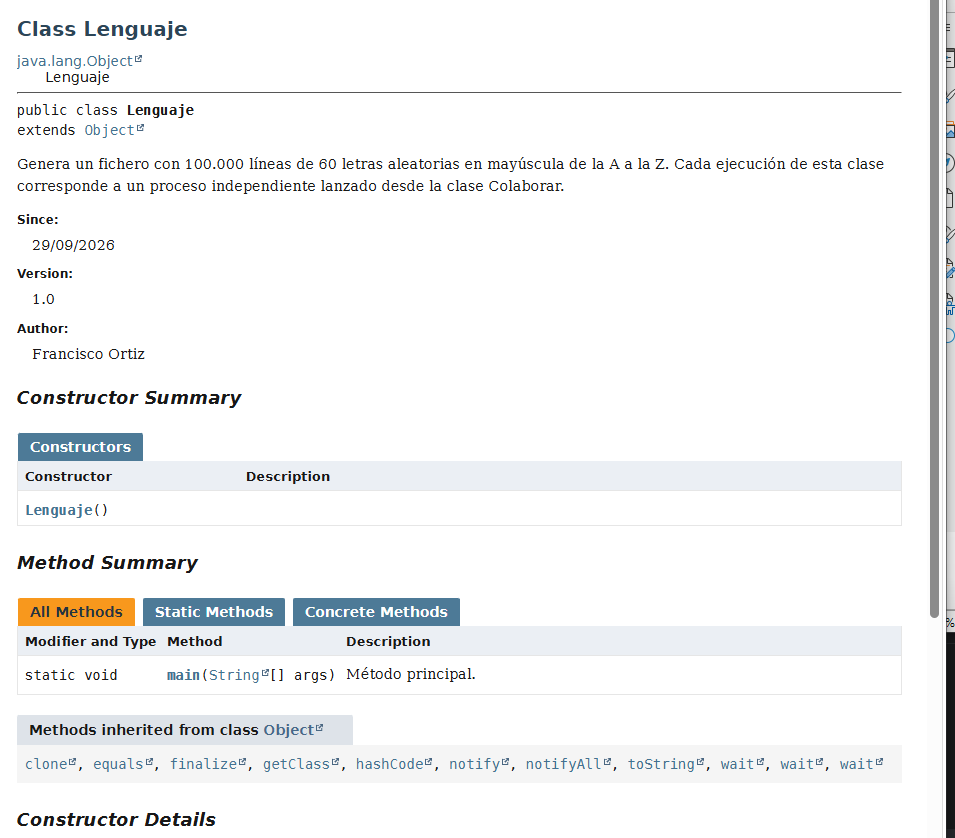 Class Lenguaje
java.lang.Object
Lenguaje
public class Lenguaje
extends Object
Genera un fichero con 100.000 líneas de 60 letras aleatorias en mayúscula de la A a la Z. Cada ejecución de esta clase
corresponde a un proceso independiente lanzado desde la clase Colaborar.
Since:
29/09/2026
Version:
1.0
Author:
Francisco Ortiz
Constructor Summary
Constructors
Constructor Description
Lenguaje()
Method Summary
All Methods Static Methods Concrete Methods
Modifier and Type Method Description
static void main(String[] args) Método principal.
Methods inherited from class Object
clone, equals, finalize, getClass, hashCode, notify, notifyAll, toString, wait, wait, wait
Constructor Details
%